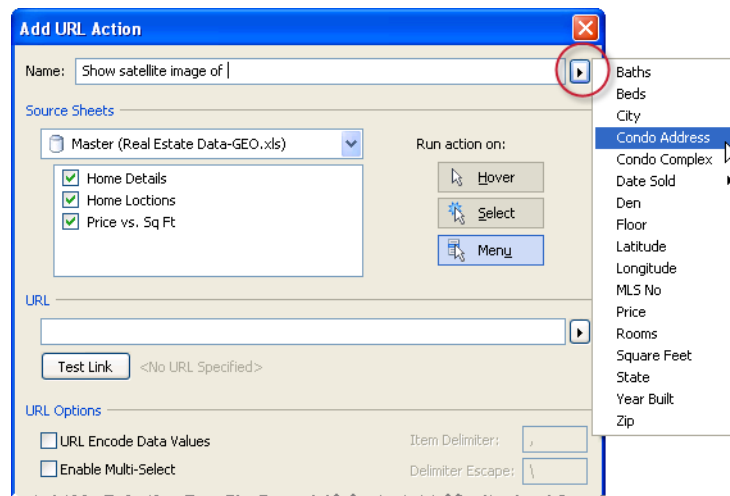 Add URL Action
Name: Show satellite image of
Source Sheets
Master (Real Estate Data-GEO.xls)
Home Details
Home Loctions
Price vs. Sq Ft
Run action on:
Hover
Select
Menu
URL
Test Link <No URL Specified>
URL Options
URL Encode Data Values
Item Delimiter: ,
Enable Multi-Select
Delimiter Escape: \
Baths
Beds
City
Condo Address
Condo Complex
Date Sold
Den
Floor
Latitude
Longitude
MLS No
Price
Rooms
Square Feet
State
Year Built
Zip